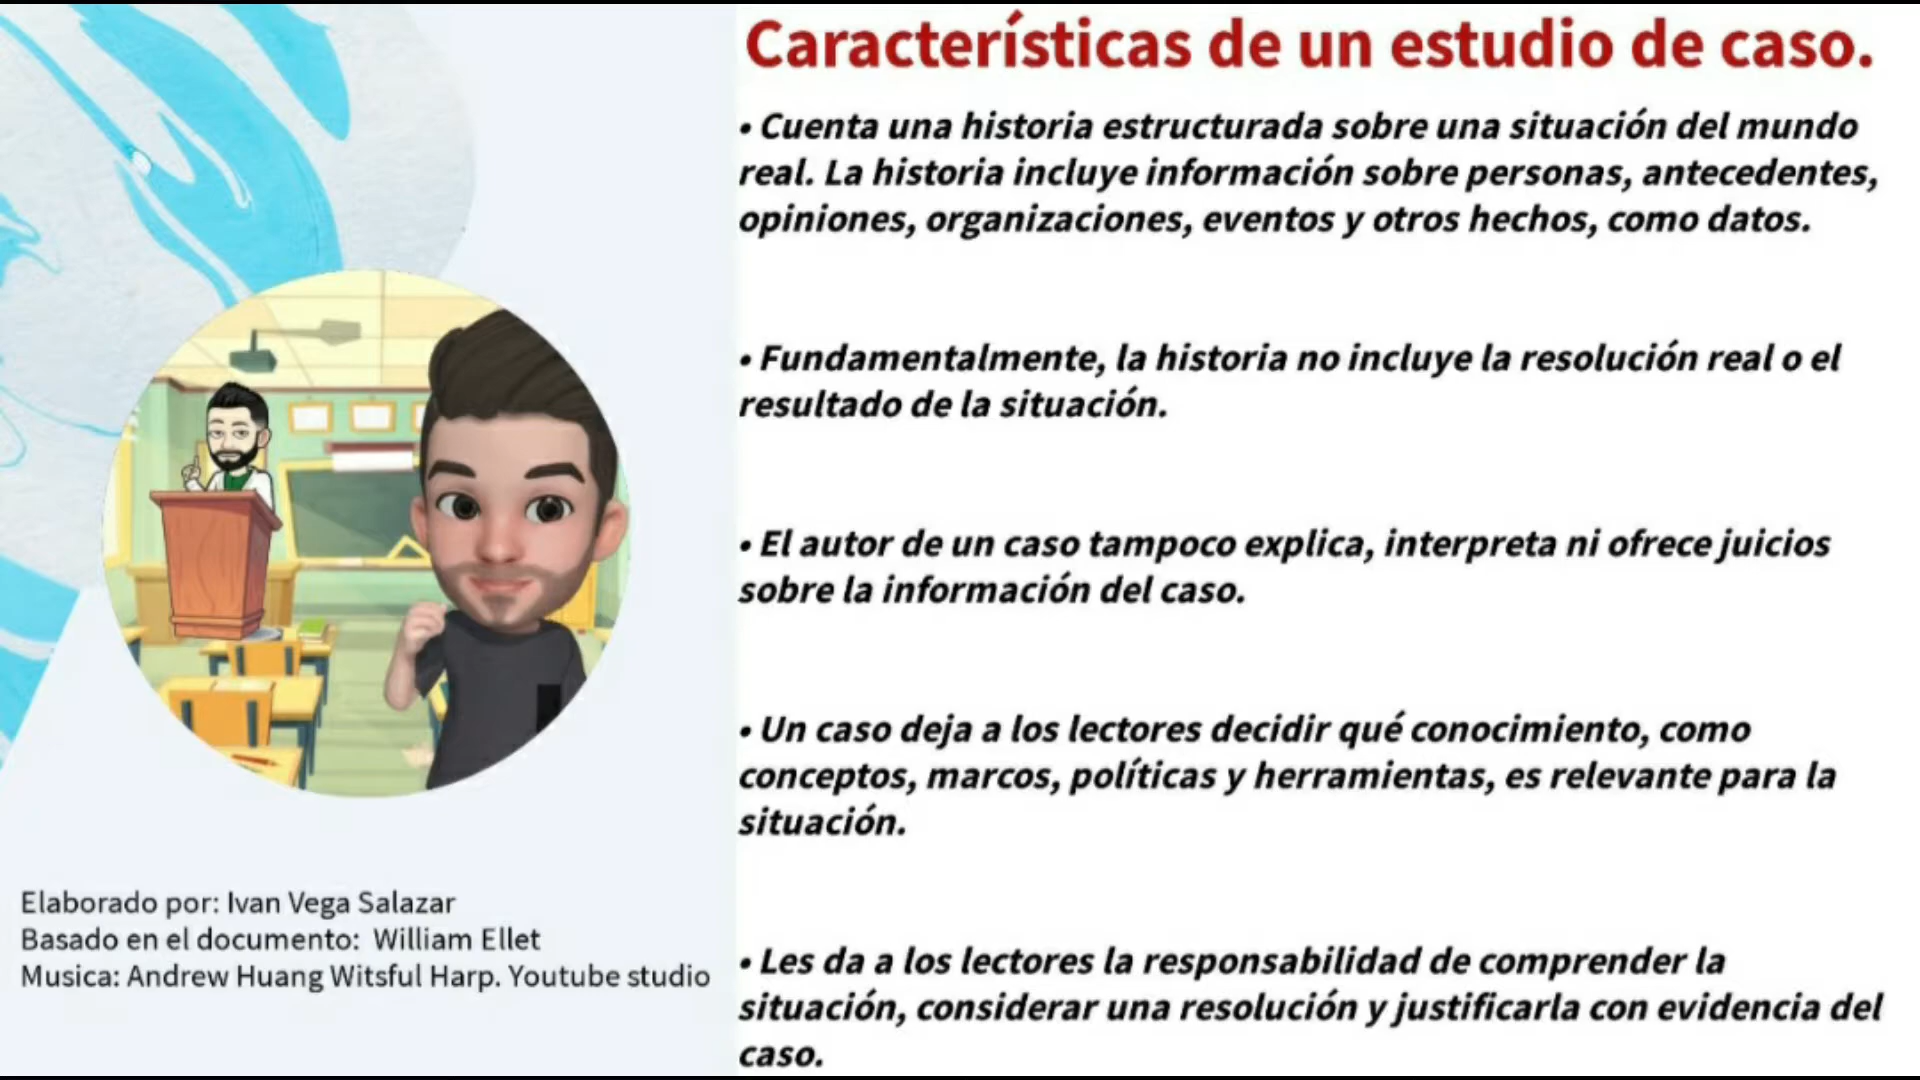 Características de un estudio de caso.
• Cuenta una historia estructurada sobre una situación del mundo
real. La historia incluye información sobre personas, antecedentes,
opiniones, organizaciones, eventos y otros hechos, como datos.
• Fundamentalmente, la historia no incluye la resolución real o el
resultado de la situación.
• El autor de un caso tampoco explica, interpreta ni ofrece juicios
sobre la información del caso.
• Un caso deja a los lectores decidir qué conocimiento, como
conceptos, marcos, políticas y herramientas, es relevante para la
situación.
• Les da a los lectores la responsabilidad de comprender la
situación, considerar una resolución y justificarla con evidencia del
caso.
Elaborado por: Ivan Vega Salazar
Basado en el documento: William Ellet
Musica: Andrew Huang Witsful Harp. Youtube studio